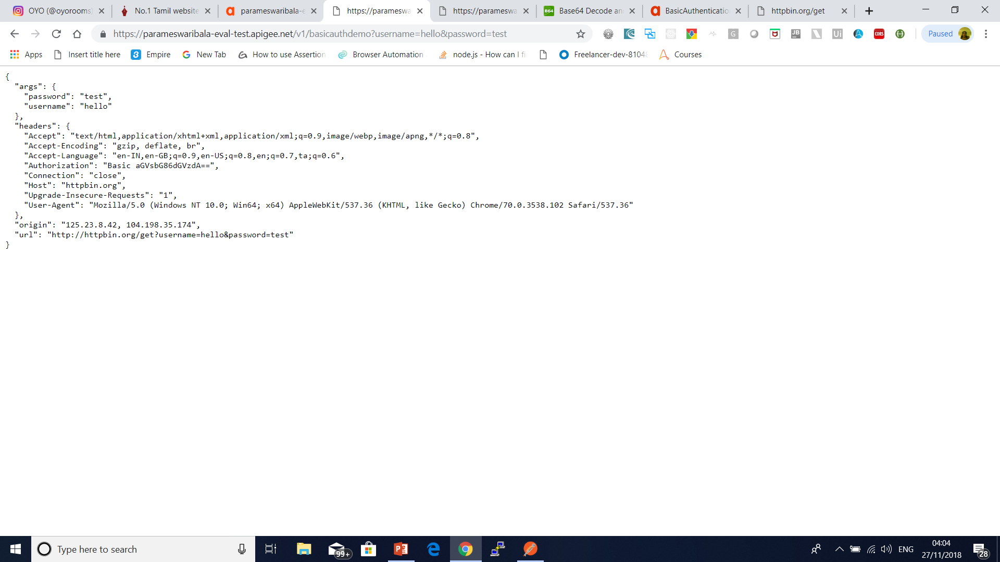 OYO (@oyorooms)
No.1 Tamil website
parameswaribala-e
https://parameswa
https://parameswa
Base64 Decode an
BasicAuthenticatio
httpbin.org/get
https://parameswaribala-eval-test.apigee.net/v1/basicauthdemo?username=hello&password=test
Paused
Apps
Insert title here
Empire
New Tab
How to use Assertion
Browser Automation
node.js - How can I fi
Freelancer-dev-81048
Courses
{
"args": {
"password": "test",
"username": "hello"
},
"headers": {
"Accept": "text/html,application/xhtml+xml,application/xml;q=0.9,image/webp,image/apng,*/*;q=0.8",
"Accept-Encoding": "gzip, deflate, br",
"Accept-Language": "en-IN,en-GB;q=0.9,en-US;q=0.8,en;q=0.7,ta;q=0.6",
"Authorization": "Basic aGVsbG86dGVzdA==",
"Connection": "close",
"Host": "httpbin.org",
"Upgrade-Insecure-Requests": "1",
"User-Agent": "Mozilla/5.0 (Windows NT 10.0; Win64; x64) AppleWebKit/537.36 (KHTML, like Gecko) Chrome/70.0.3538.102 Safari/537.36"
},
"origin": "125.23.8.42, 104.198.35.174",
"url": "http://httpbin.org/get?username=hello&password=test"
}
Type here to search
99+
ENG
04:04
27/11/2018
28